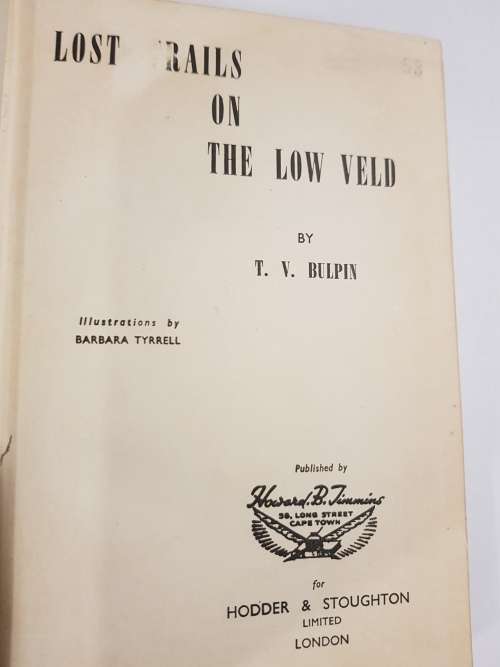 LOST TRAILS
ON
THE LOW VELD
BY
T. V. BULPIN
Illustrations by
BARBARA TYRRELL
Published by
Howard. B. Timmins
58, LONG STREET
CAPE TOWN
for
HODDER & STOUGHTON
LIMITED
LONDON